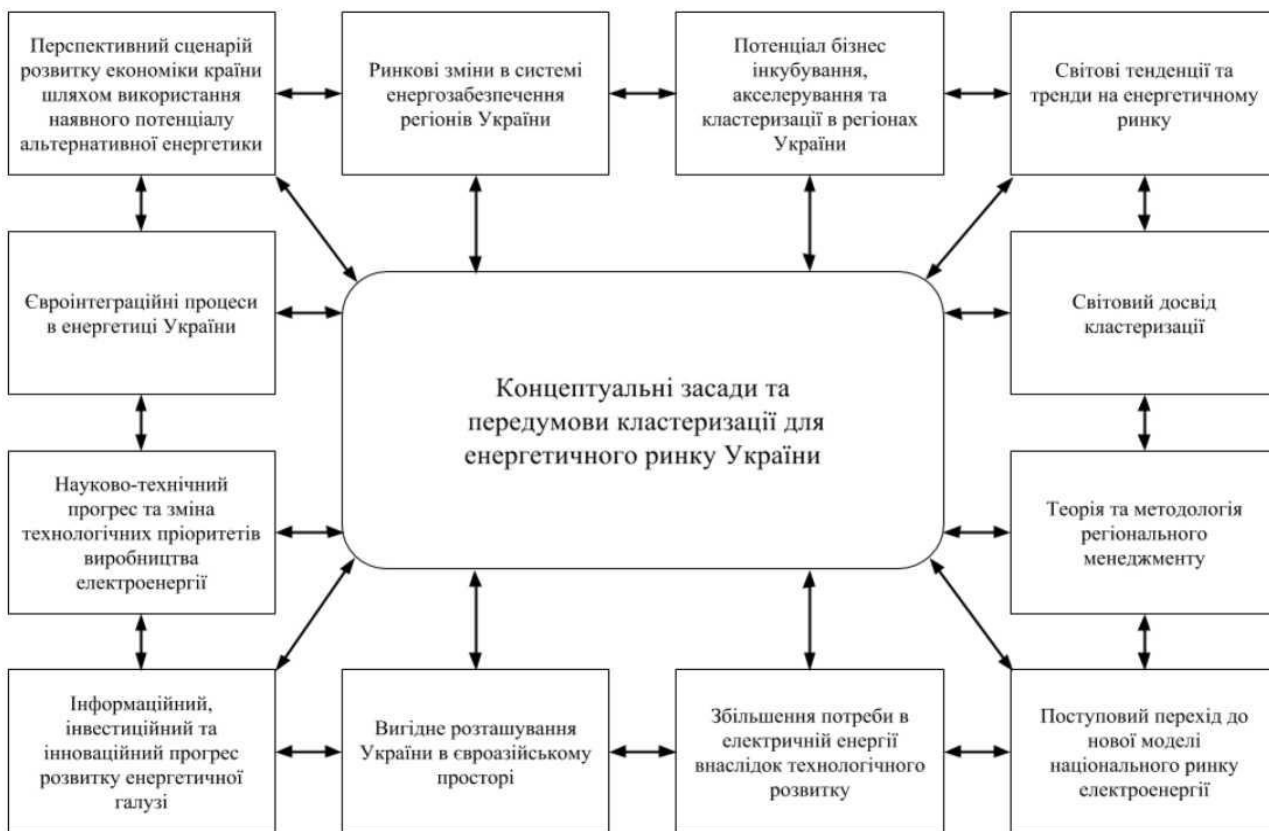 Перспективний сценарій
розвитку економіки країни
шляхом використання
наявного потенціалу
альтернативної енергетики
Ринкові зміни в системі
енергозабезпечення
регіонів України
Потенціал бізнес
інкубування,
акселерування та
кластеризації в регіонах
України
Світові тенденції та
тренди на енергетичному
ринку
Євроінтеграційні процеси
в енергетиці України
Концептуальні засади та
передумови кластеризації для
енергетичного ринку України
Світовий досвід
кластеризації
Науково-технічний
прогрес та зміна
технологічних пріоритетів
виробництва
електроенергії
Теорія та методологія
регіонального
менеджменту
Інформаційний,
інвестиційний та
інноваційний прогрес
розвитку енергетичної
галузі
Вигідне розташування
України в євроазійському
просторі
Збільшення потреби в
електричній енергії
внаслідок технологічного
розвитку
Поступовий перехід до
нової моделі
національного ринку
електроенергії